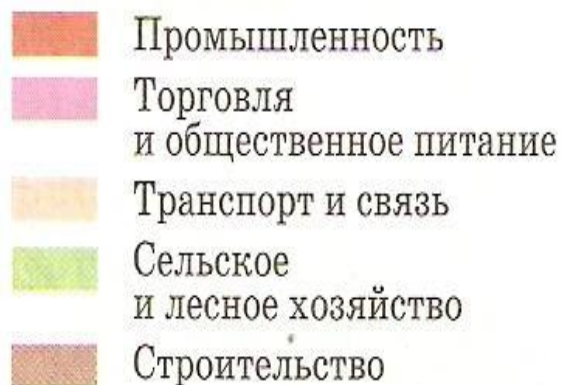 Промышленность
Торговля
и общественное питание
Транспорт и связь
Сельское
и лесное хозяйство
Строительство